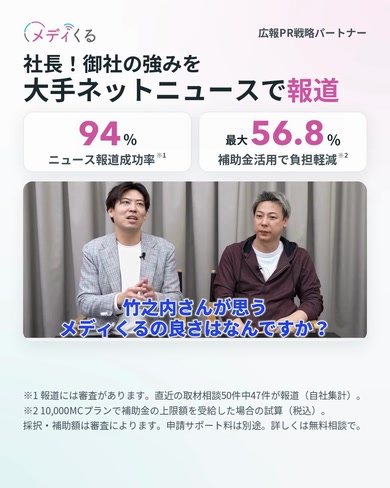 メディくる
広報PR戦略パートナー
社長！御社の強みを
大手ネットニュースで報道
94%
ニュース報道成功率※1
最大56.8%
補助金活用で負担軽減※2
竹之内さんが思う
メディくるの良さはなんですか？
※1 報道には審査があります。直近の取材相談50件中47件が報道（自社集計）。
※2 10,000MCプランで補助金の上限額を受給した場合の試算（税込）。
採択・補助額は審査によります。申請サポート料は別途。詳しくは無料相談で。